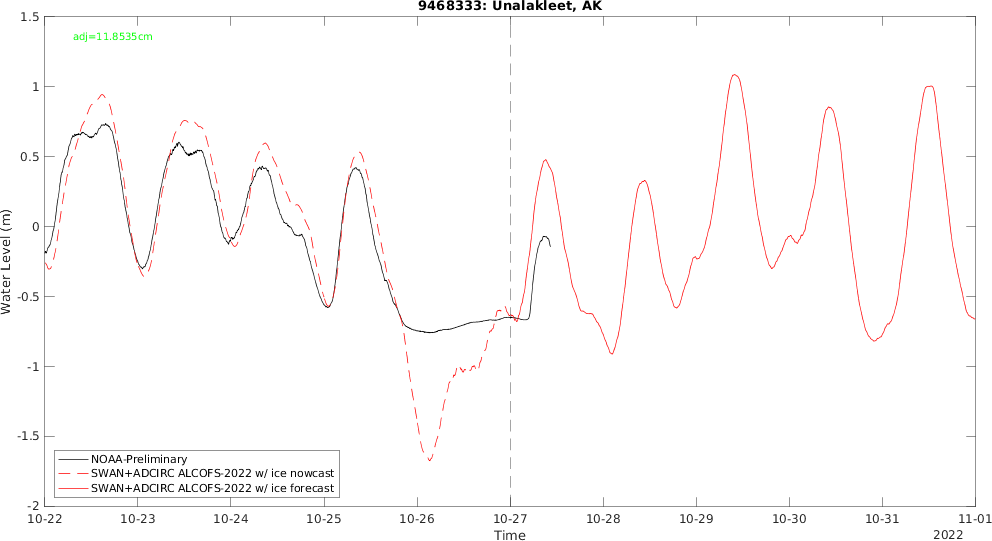 9468333: Unalakleet, AK
adj=11.8535cm
Water Level (m)
1.5
1
0.5
0
-0.5
-1
-1.5
-2
NOAA-Preliminary
SWAN+ADCIRC ALCOFS-2022 w/ ice nowcast
SWAN+ADCIRC ALCOFS-2022 w/ ice forecast
10-22 10-23 10-24 10-25 10-26 10-27 10-28 10-29 10-30 10-31 11-01
Time
2022